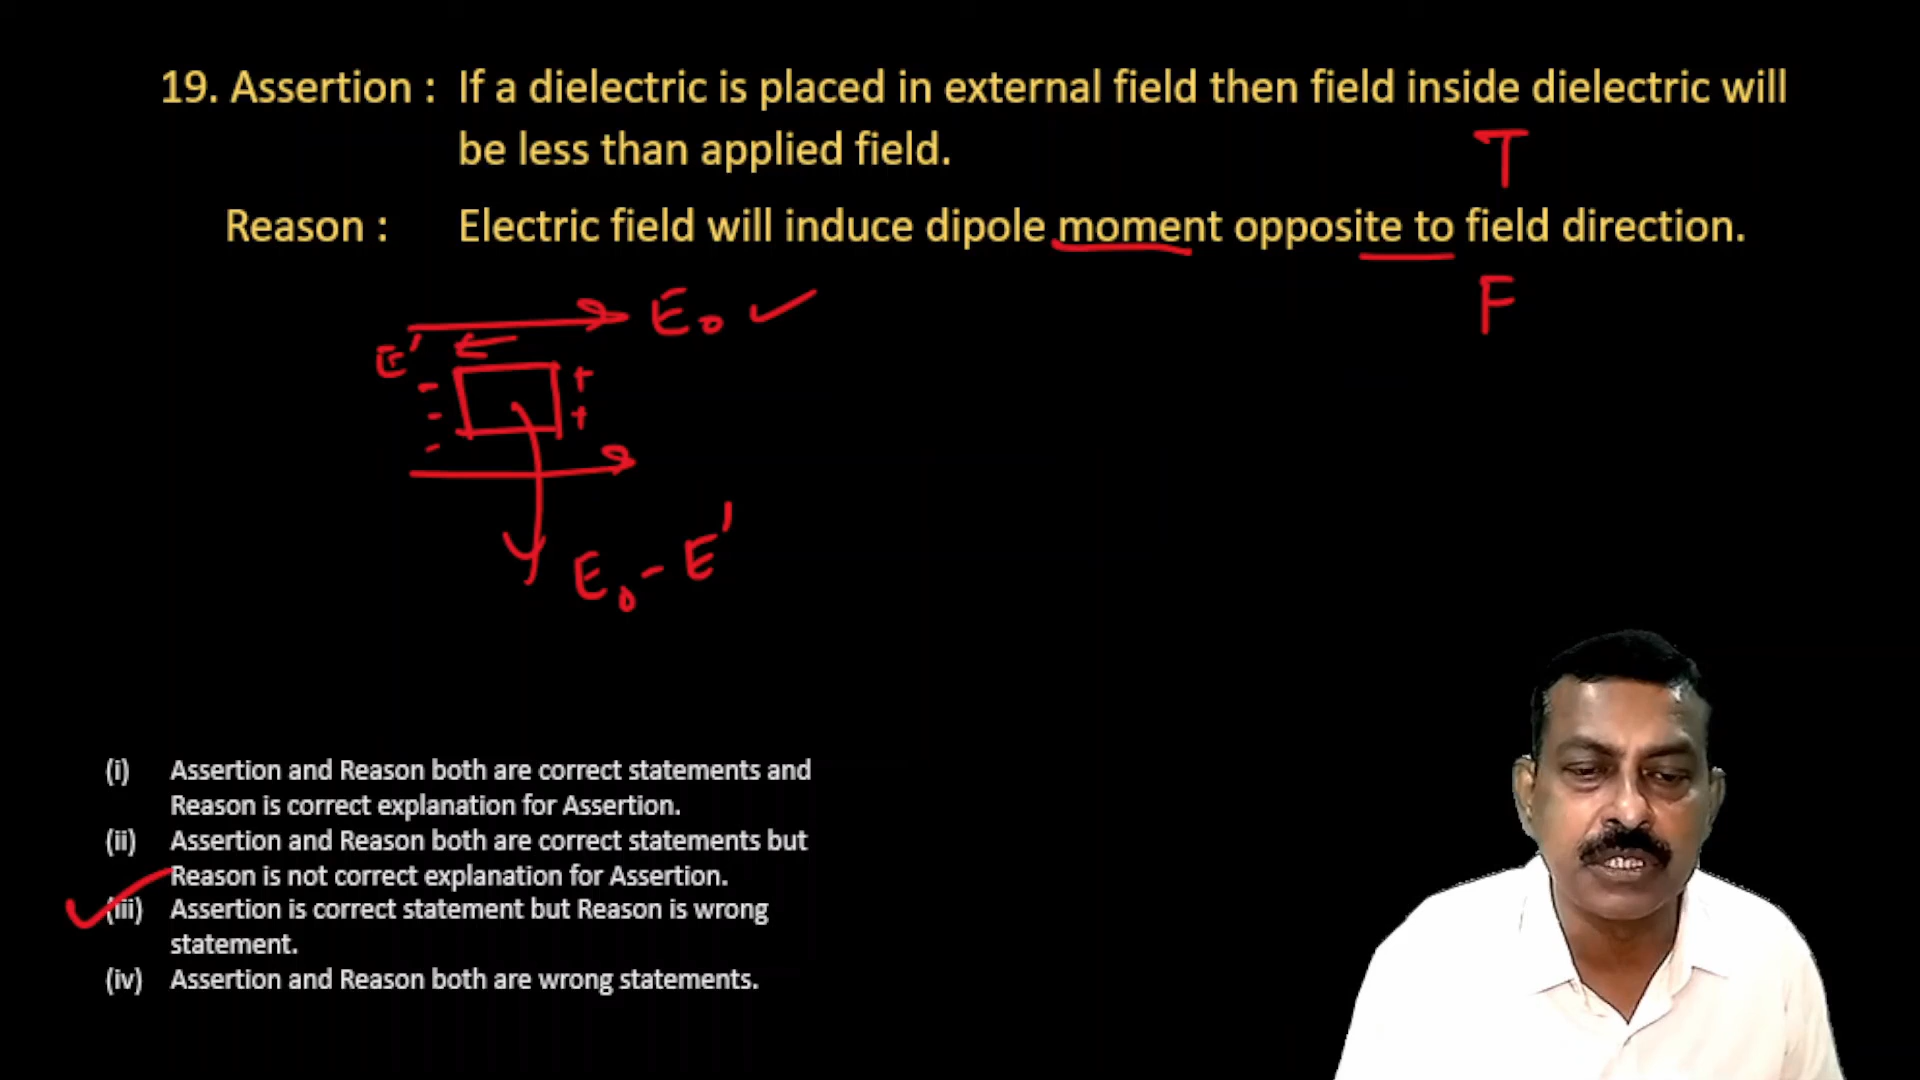 19. Assertion : If a dielectric is placed in external field then field inside dielectric will
be less than applied field.
T
Reason : Electric field will induce dipole moment opposite to field direction.
F
E₀ ✓
E'
- +
- +
-
E₀ - E'
(i) Assertion and Reason both are correct statements and
Reason is correct explanation for Assertion.
(ii) Assertion and Reason both are correct statements but
Reason is not correct explanation for Assertion.
(iii) Assertion is correct statement but Reason is wrong
statement.
(iv) Assertion and Reason both are wrong statements.